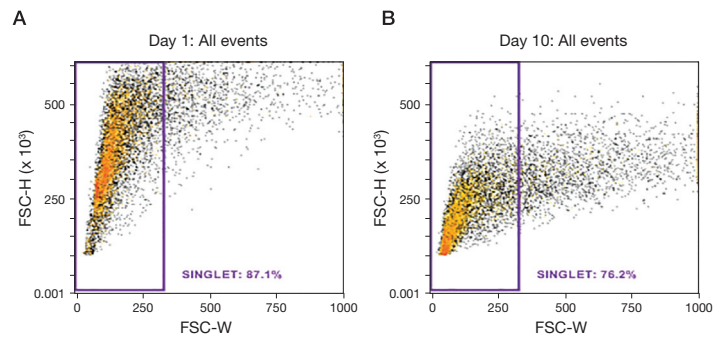 A
Day 1: All events
FSC-H (x 10³)
500
250
0.001
SINGLET: 87.1%
0
250
500
750
1000
FSC-W
B
Day 10: All events
FSC-H (x 10³)
500
250
0.001
SINGLET: 76.2%
0
250
500
750
1000
FSC-W